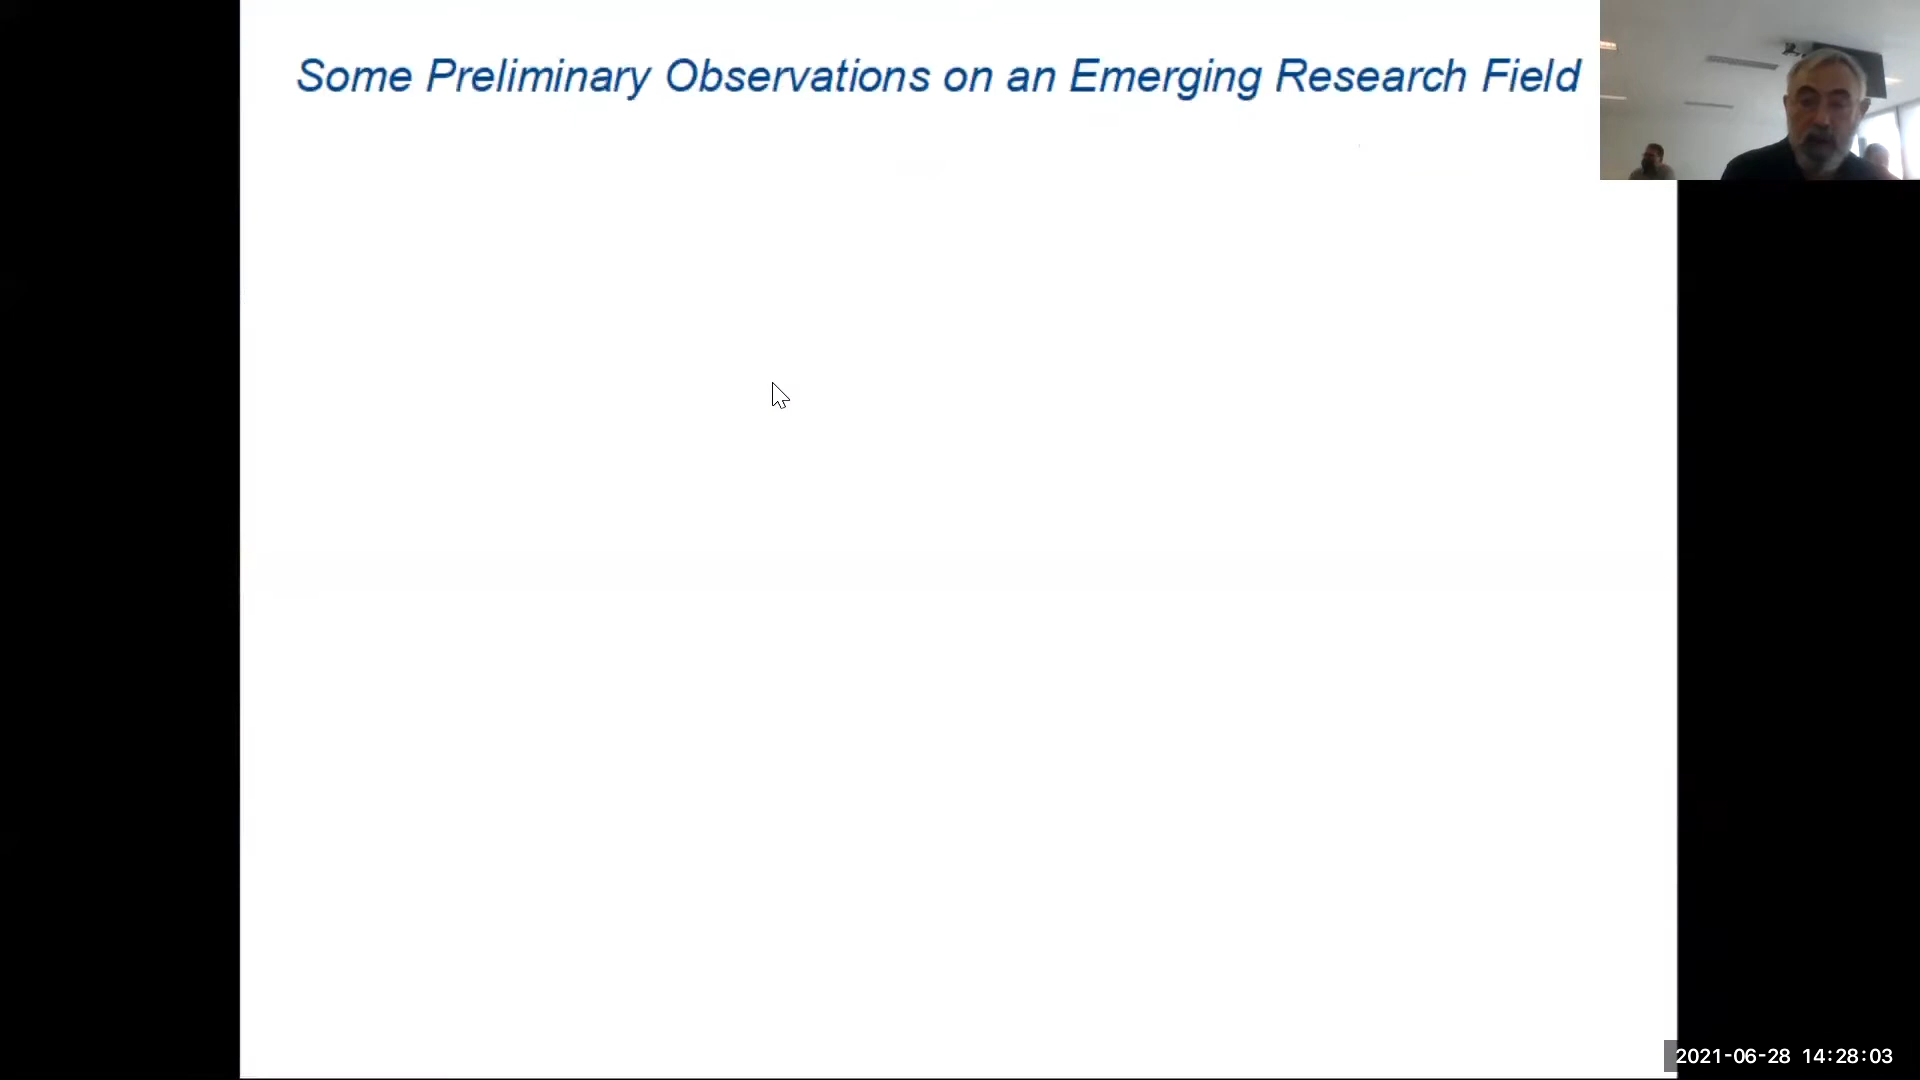 Some Preliminary Observations on an Emerging Research Field
2021-06-28 14:28:03